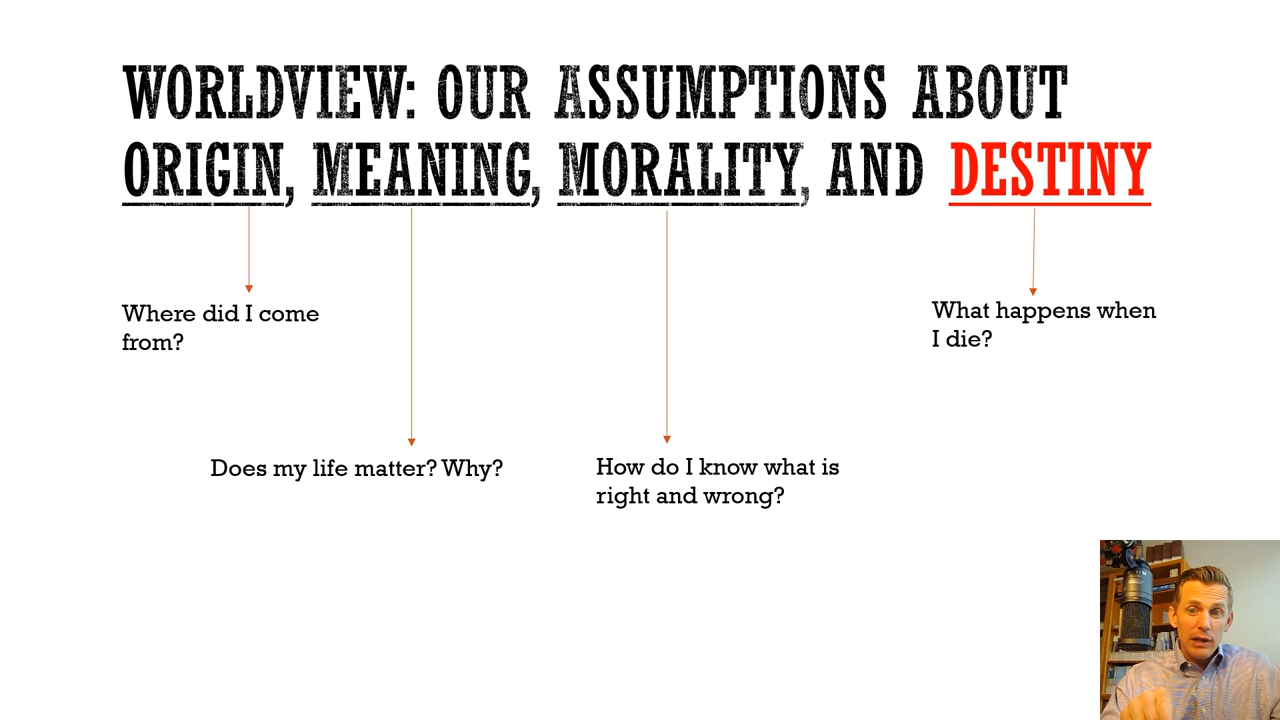 WORLDVIEW: OUR ASSUMPTIONS ABOUT
ORIGIN, MEANING, MORALITY, AND DESTINY
Where did I come
from?
What happens when
I die?
Does my life matter? Why?
How do I know what is
right and wrong?